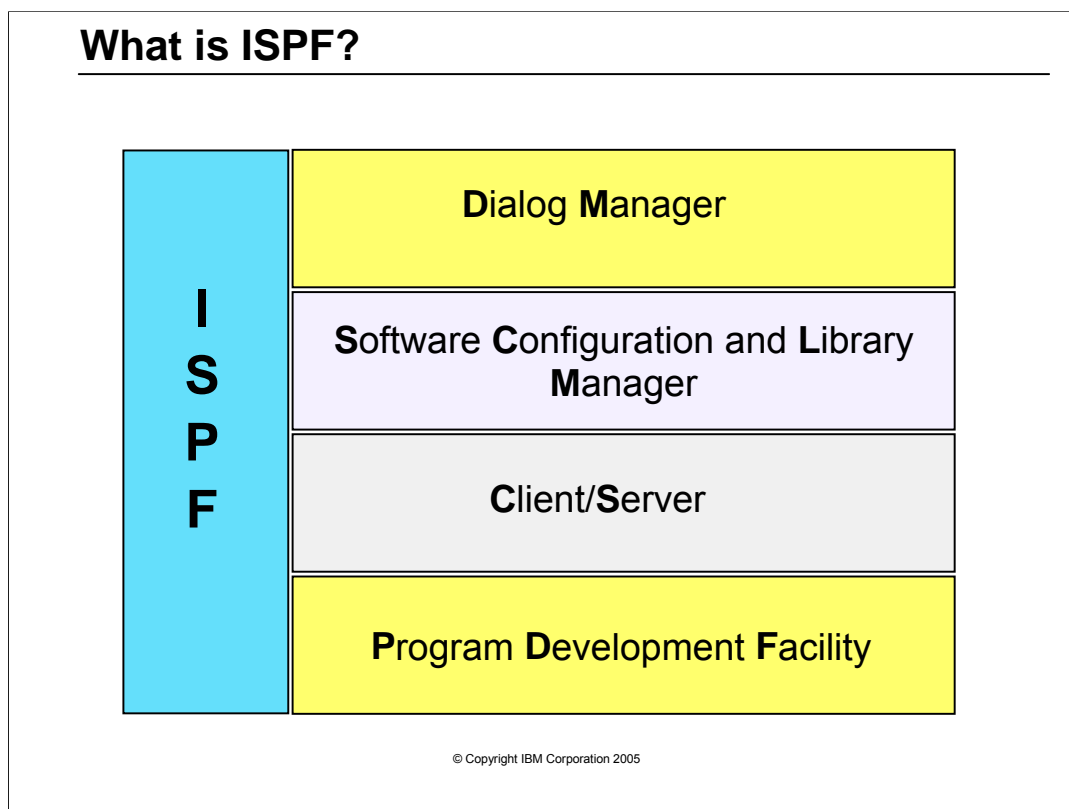 What is ISPF?
I
S
P
F
Dialog Manager
Software Configuration and Library
Manager
Client/Server
Program Development Facility
© Copyright IBM Corporation 2005